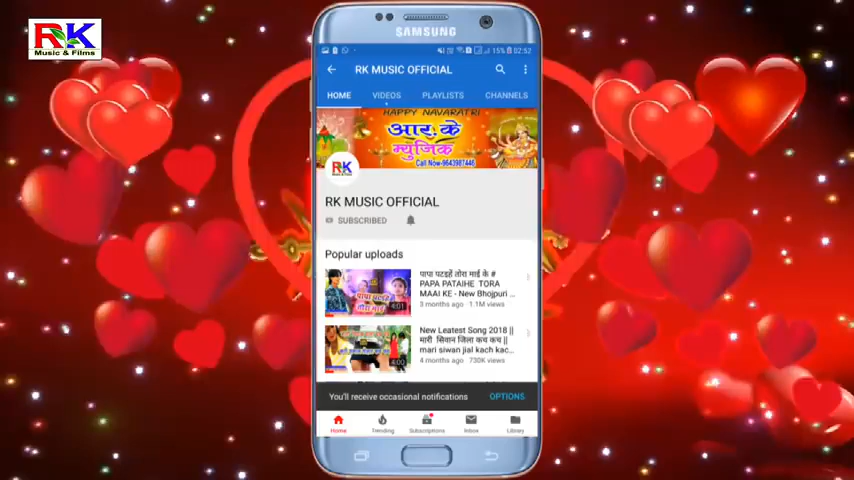 RK
Music & Films
SAMSUNG
15% 02:52
RK MUSIC OFFICIAL
HOME VIDEOS PLAYLISTS CHANNELS
HAPPY NAVARATRI
आर. के
म्युजिक
Call Now-9643987446
RK
RK MUSIC OFFICIAL
SUBSCRIBED
Popular uploads
पापा पटइहें तोरा माई के #
PAPA PATAIHE TORA
MAAI KE - New Bhojpuri ...
3 months ago 1.1M views
पापा पटइहें
तोरा माई
4:01
New Leatest Song 2018 ||
मारी सिवान जिला कच कच ||
mari siwan jial kach kac...
4 months ago 730K views
4:00
You'll receive occasional notifications OPTIONS
Home Trending Subscriptions Inbox Library